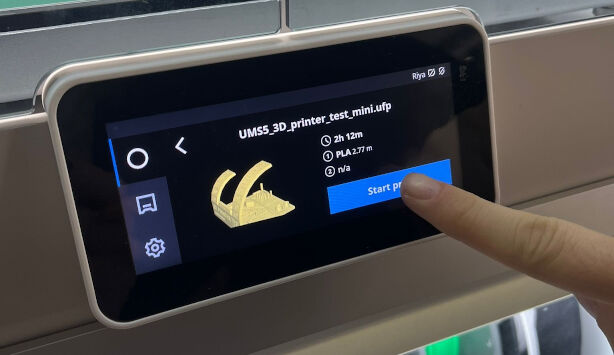 Riya
UMS5_3D_printer_test_mini.ufp
2h 12m
1 PLA 2.77 m
2 n/a
Start